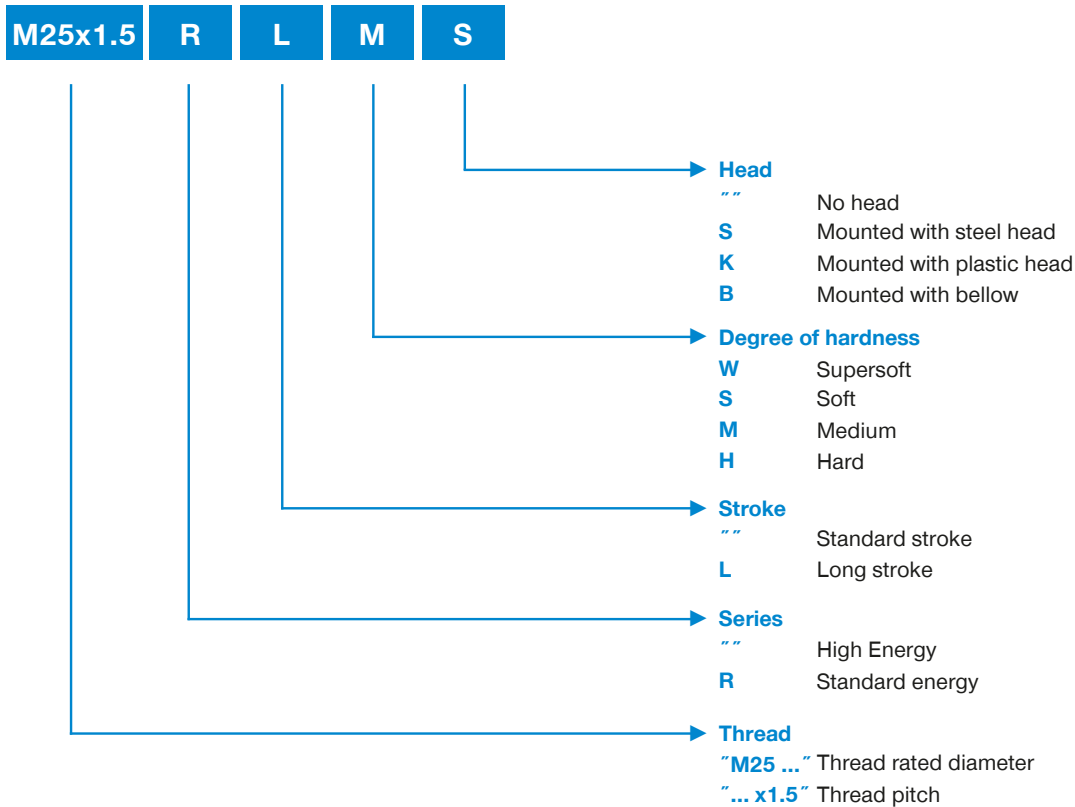 M25x1.5 R L M S
Head
˝˝ No head
S Mounted with steel head
K Mounted with plastic head
B Mounted with bellow
Degree of hardness
W Supersoft
S Soft
M Medium
H Hard
Stroke
˝˝ Standard stroke
L Long stroke
Series
˝˝ High Energy
R Standard energy
Thread
˝M25 ...˝ Thread rated diameter
˝... x1.5˝ Thread pitch